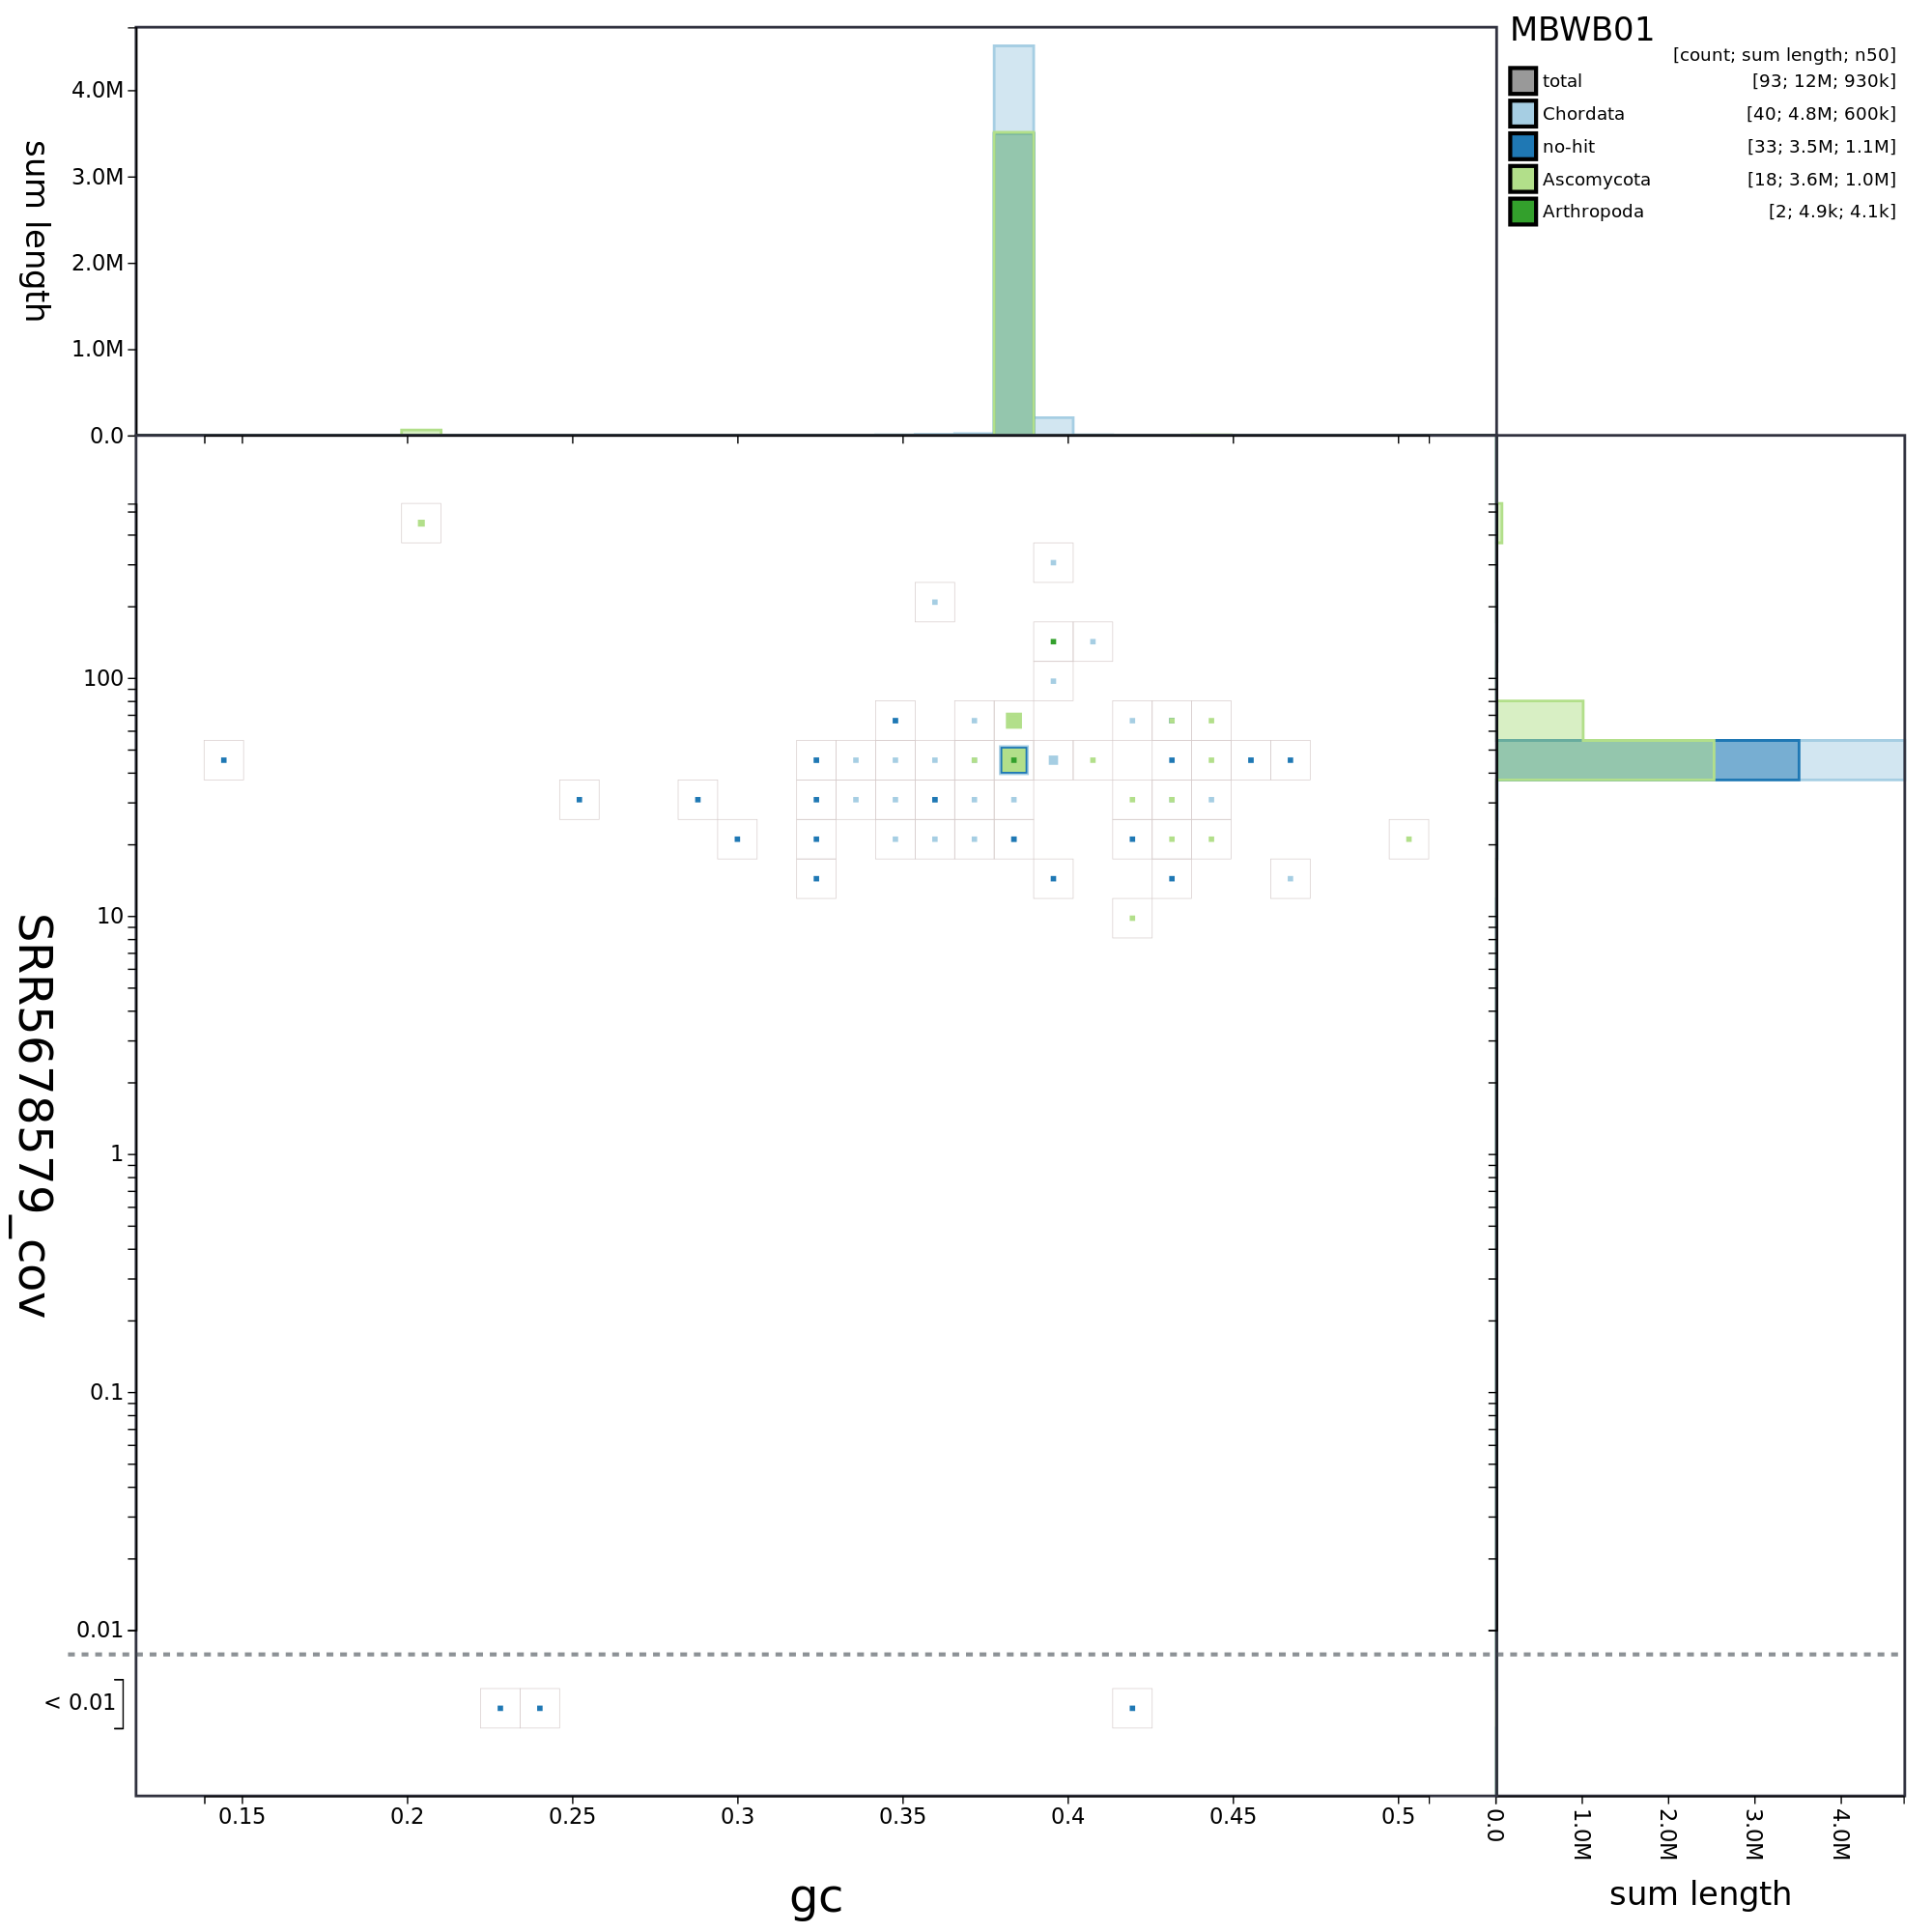 MBWB01
[count; sum length; n50]
total [93; 12M; 930k]
Chordata [40; 4.8M; 600k]
no-hit [33; 3.5M; 1.1M]
Ascomycota [18; 3.6M; 1.0M]
Arthropoda [2; 4.9k; 4.1k]
sum length
4.0M
3.0M
2.0M
1.0M
0.0
SRR5678579_cov
100
10
1
0.1
0.01
< 0.01
0.15 0.2 0.25 0.3 0.35 0.4 0.45 0.5
gc
0.0 1.0M 2.0M 3.0M 4.0M
sum length